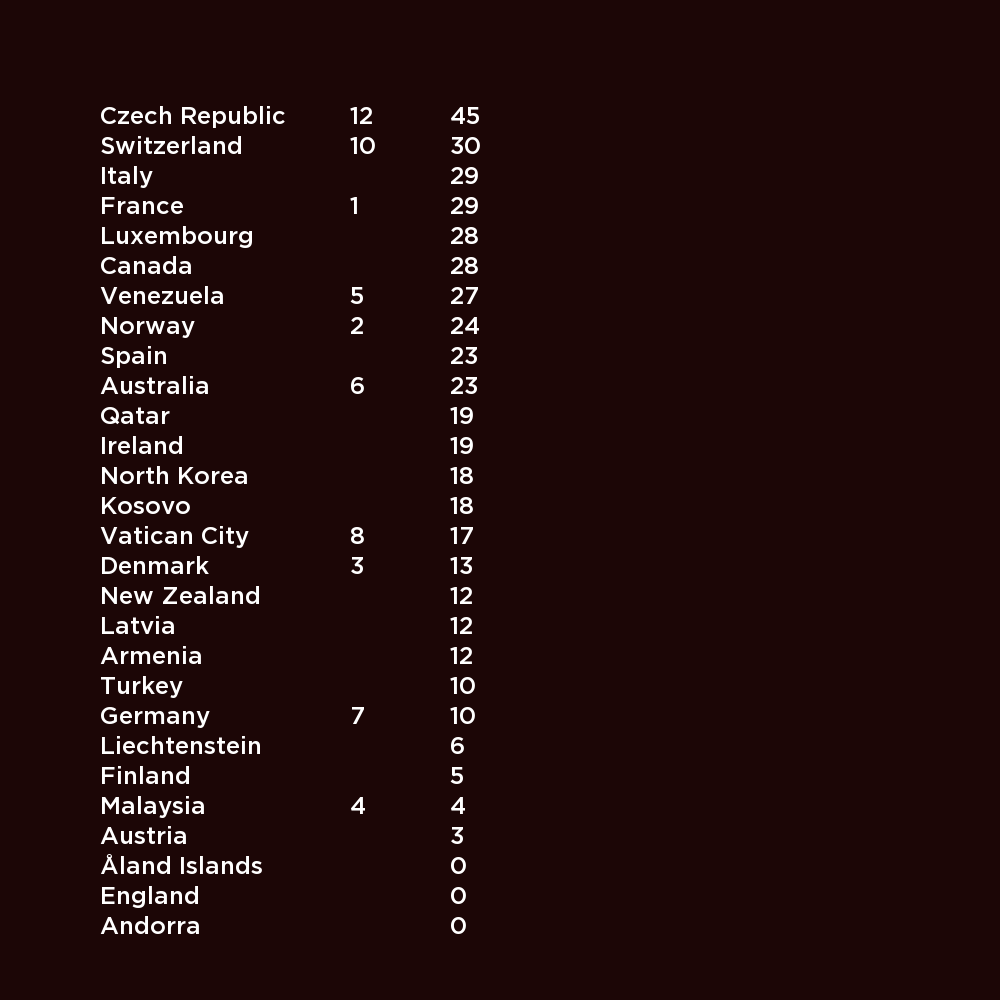 Czech Republic 12 45
Switzerland 10 30
Italy 29
France 1 29
Luxembourg 28
Canada 28
Venezuela 5 27
Norway 2 24
Spain 23
Australia 6 23
Qatar 19
Ireland 19
North Korea 18
Kosovo 18
Vatican City 8 17
Denmark 3 13
New Zealand 12
Latvia 12
Armenia 12
Turkey 10
Germany 7 10
Liechtenstein 6
Finland 5
Malaysia 4 4
Austria 3
Åland Islands 0
England 0
Andorra 0